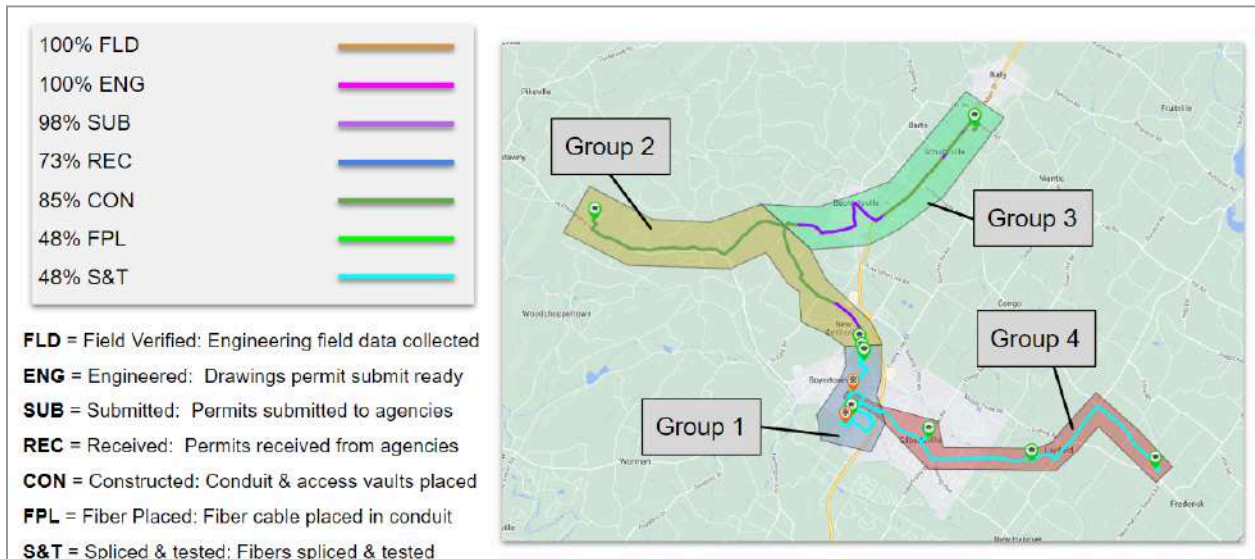 100% FLD
100% ENG
98% SUB
73% REC
85% CON
48% FPL
48% S&T
FLD = Field Verified: Engineering field data collected
ENG = Engineered: Drawings permit submit ready
SUB = Submitted: Permits submitted to agencies
REC = Received: Permits received from agencies
CON = Constructed: Conduit & access vaults placed
FPL = Fiber Placed: Fiber cable placed in conduit
S&T = Spliced & tested: Fibers spliced & tested
Bally
Pikeville
Fruitville
Barto
Group 2
Niantic
Group 3
Woodchoppertown
Congo
New
Group 4
Boyertown
Group 1
Worman
Frederick